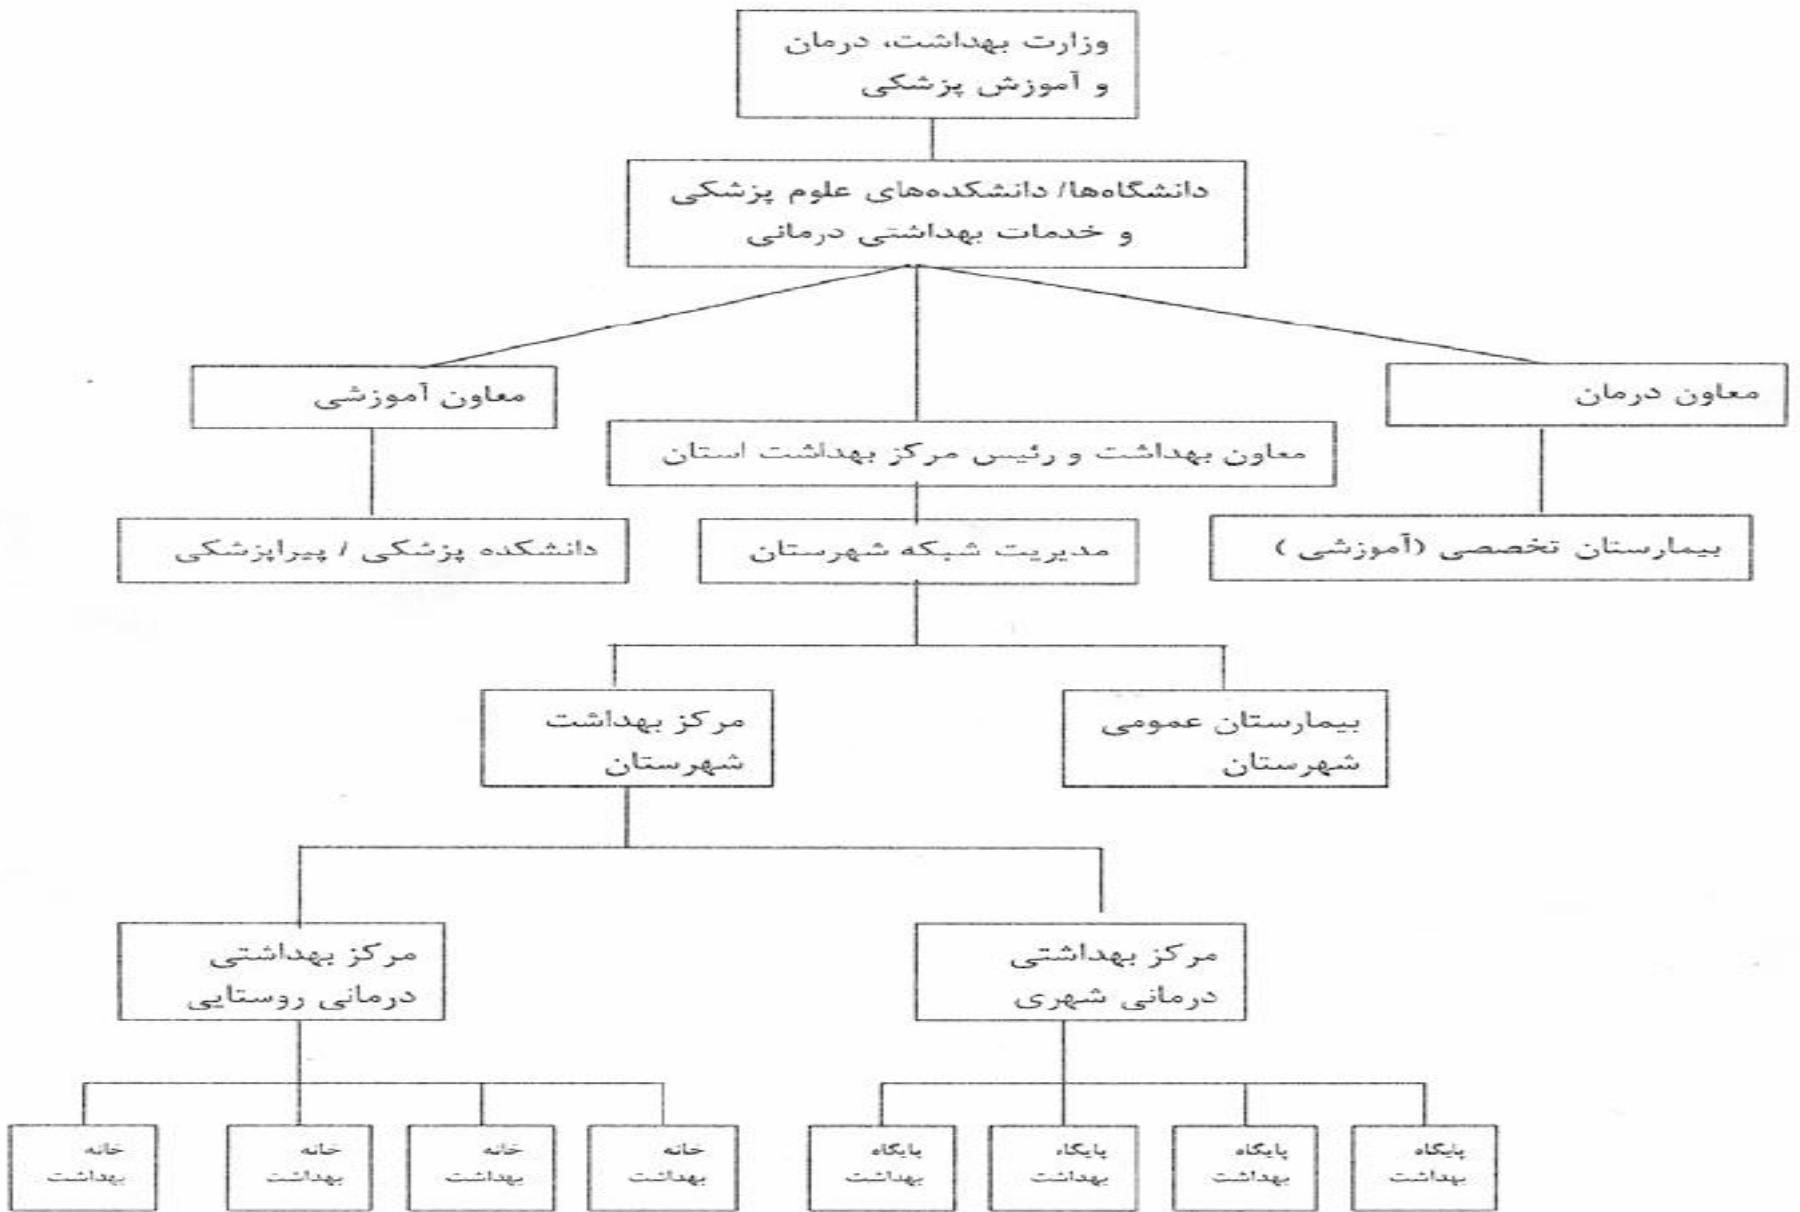 وزارت بهداشت، درمان
و آموزش پزشکی
دانشگاه‌ها/ دانشکده‌های علوم پزشکی
و خدمات بهداشتی درمانی
معاون درمان
معاون آموزشی
معاون بهداشت و رئیس مرکز بهداشت استان
بیمارستان تخصصی (آموزشی )
مدیریت شبکه شهرستان
دانشکده پزشکی / پیراپزشکی
بیمارستان عمومی
شهرستان
مرکز بهداشت
شهرستان
مرکز بهداشتی
درمانی شهری
مرکز بهداشتی
درمانی روستایی
پایگاه
بهداشت
پایگاه
بهداشت
پایگاه
بهداشت
پایگاه
بهداشت
خانه
بهداشت
خانه
بهداشت
خانه
بهداشت
خانه
بهداشت